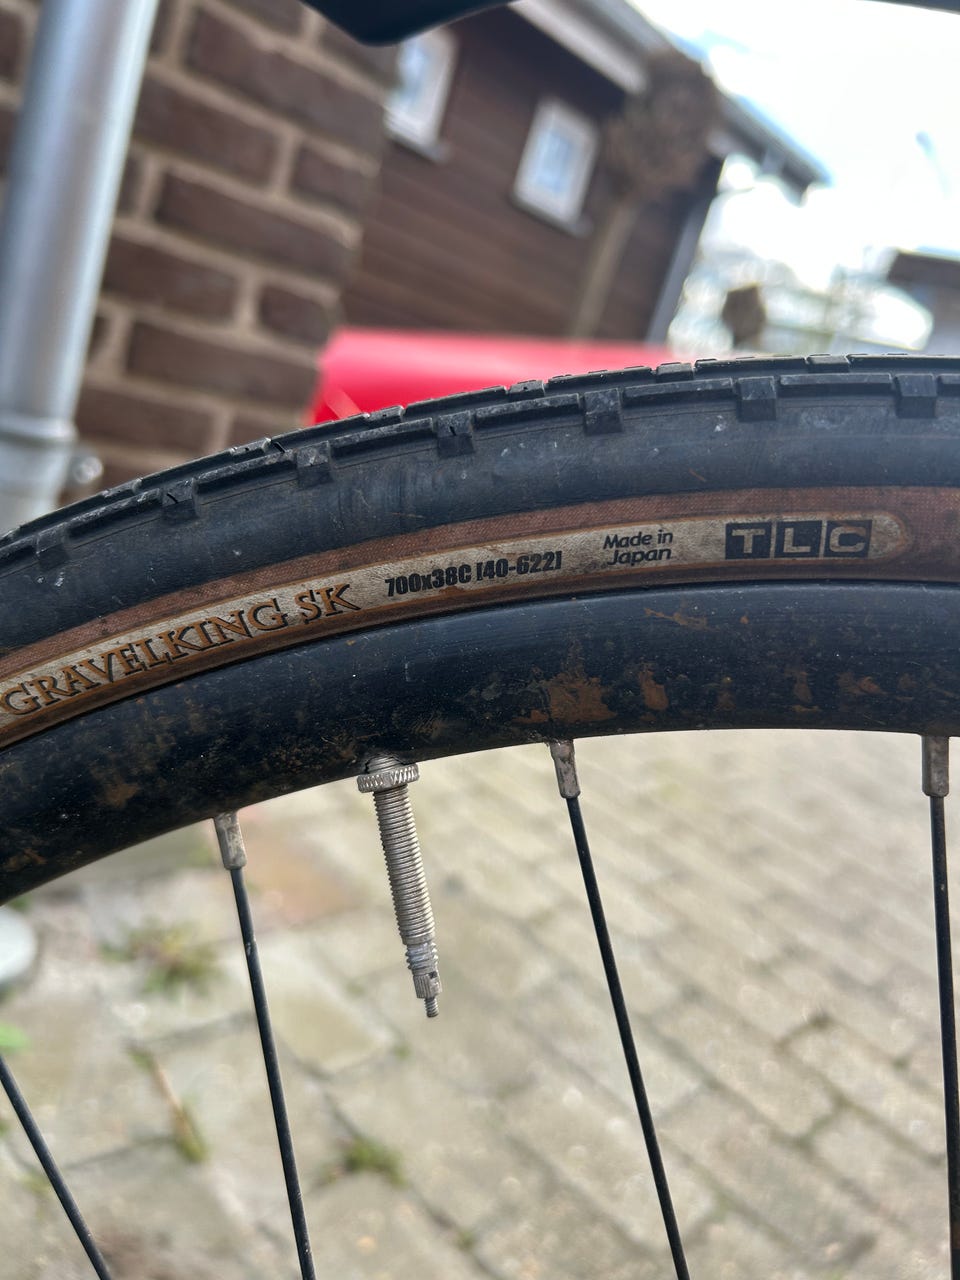 GRAVELKING SK 700x38C [40-622] Made in
Japan TLC